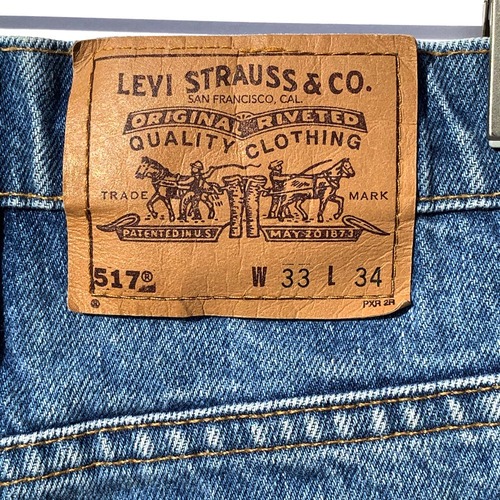 LEVI STRAUSS & CO.
SAN FRANCISCO, CAL.
ORIGINAL RIVETED
QUALITY CLOTHING
TRADE MARK
PATENTED IN U.S. MAY 20 1873
517® W 33 L 34
® PXR 2R